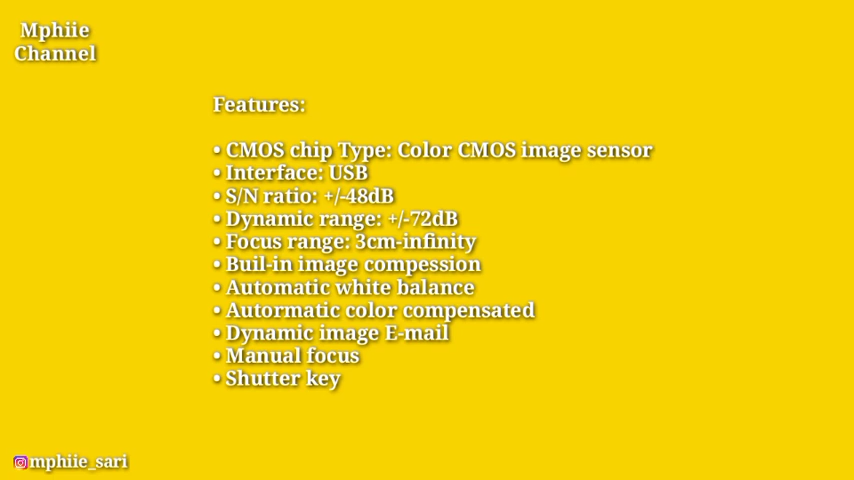 Mphiie
Channel
Features:
• CMOS chip Type: Color CMOS image sensor
• Interface: USB
• S/N ratio: +/-48dB
• Dynamic range: +/-72dB
• Focus range: 3cm-infinity
• Buil-in image compession
• Automatic white balance
• Autormatic color compensated
• Dynamic image E-mail
• Manual focus
• Shutter key
mphiie_sari